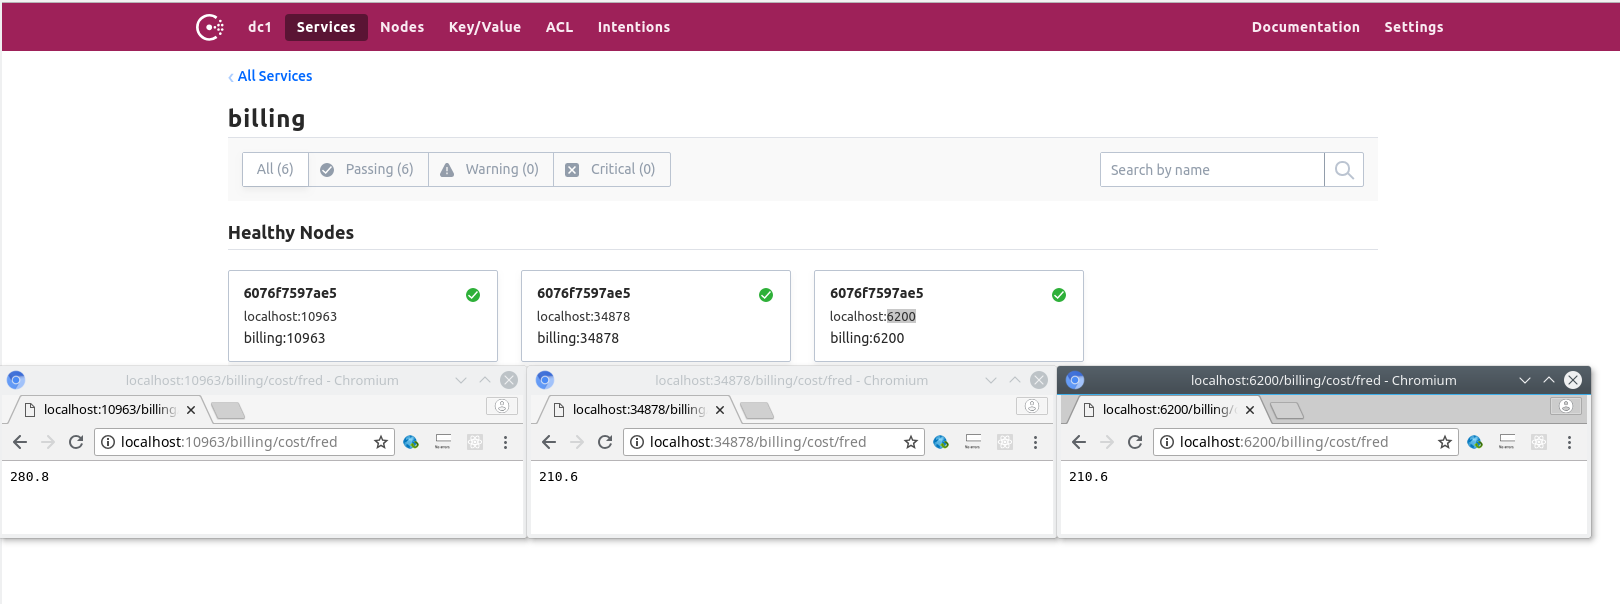 dc1 Services Nodes Key/Value ACL Intentions Documentation Settings
‹ All Services
billing
All (6) Passing (6) Warning (0) Critical (0) Search by name
Healthy Nodes
6076f7597ae5
localhost:10963
billing:10963
6076f7597ae5
localhost:34878
billing:34878
6076f7597ae5
localhost:6200
billing:6200
localhost:10963/billing/cost/fred - Chromium
localhost:10963/billing
localhost:10963/billing/cost/fred
280.8
localhost:34878/billing/cost/fred - Chromium
localhost:34878/billing
localhost:34878/billing/cost/fred
210.6
localhost:6200/billing/cost/fred - Chromium
localhost:6200/billing/
localhost:6200/billing/cost/fred
210.6